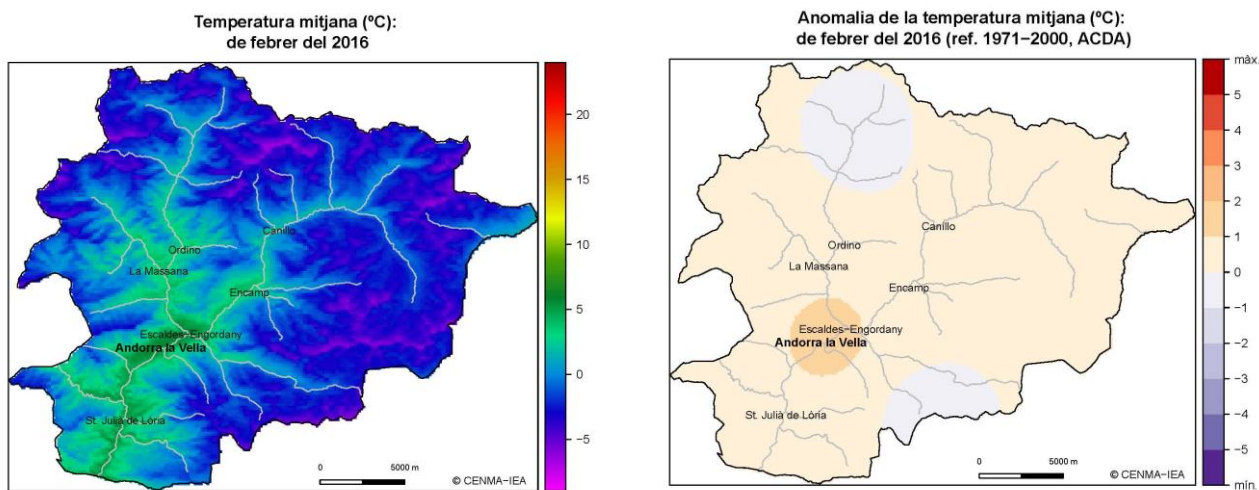 Temperatura mitjana (ºC):
de febrer del 2016
Ordino
Canillo
La Massana
Encamp
Escaldes−Engordany
Andorra la Vella
St. Julià de Lòria
0 5000 m
© CENMA−IEA
20
15
10
5
0
−5
Anomalia de la temperatura mitjana (ºC):
de febrer del 2016 (ref. 1971−2000, ACDA)
Canillo
Ordino
La Massana
Encamp
Escaldes−Engordany
Andorra la Vella
St. Julià de Lòria
0 5000 m
© CENMA−IEA
màx.
5
4
3
2
1
0
−1
−2
−3
−4
−5
mín.